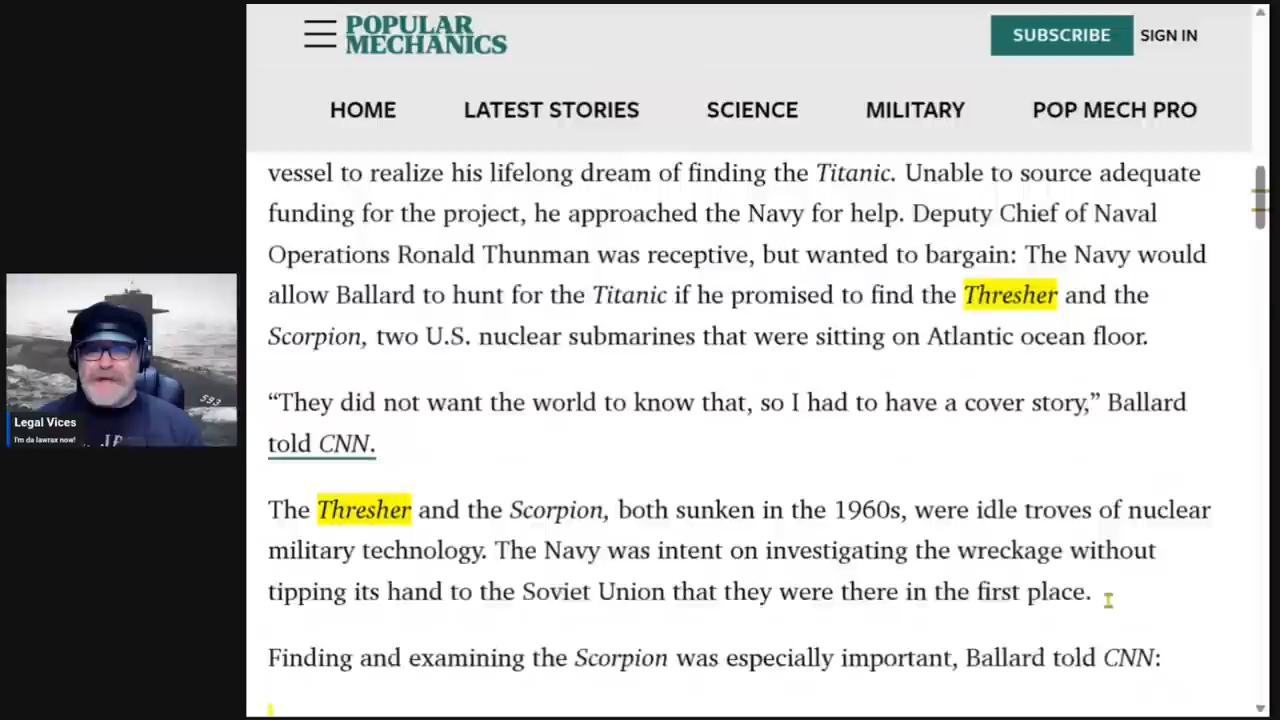 POPULAR
MECHANICS
SUBSCRIBE
SIGN IN
HOME
LATEST STORIES
SCIENCE
MILITARY
POP MECH PRO
vessel to realize his lifelong dream of finding the Titanic. Unable to source adequate
funding for the project, he approached the Navy for help. Deputy Chief of Naval
Operations Ronald Thunman was receptive, but wanted to bargain: The Navy would
allow Ballard to hunt for the Titanic if he promised to find the Thresher and the
Scorpion, two U.S. nuclear submarines that were sitting on Atlantic ocean floor.
“They did not want the world to know that, so I had to have a cover story,” Ballard
told CNN.
The Thresher and the Scorpion, both sunken in the 1960s, were idle troves of nuclear
military technology. The Navy was intent on investigating the wreckage without
tipping its hand to the Soviet Union that they were there in the first place.
Finding and examining the Scorpion was especially important, Ballard told CNN:
593
Legal Vices
I'm da lawrax now!